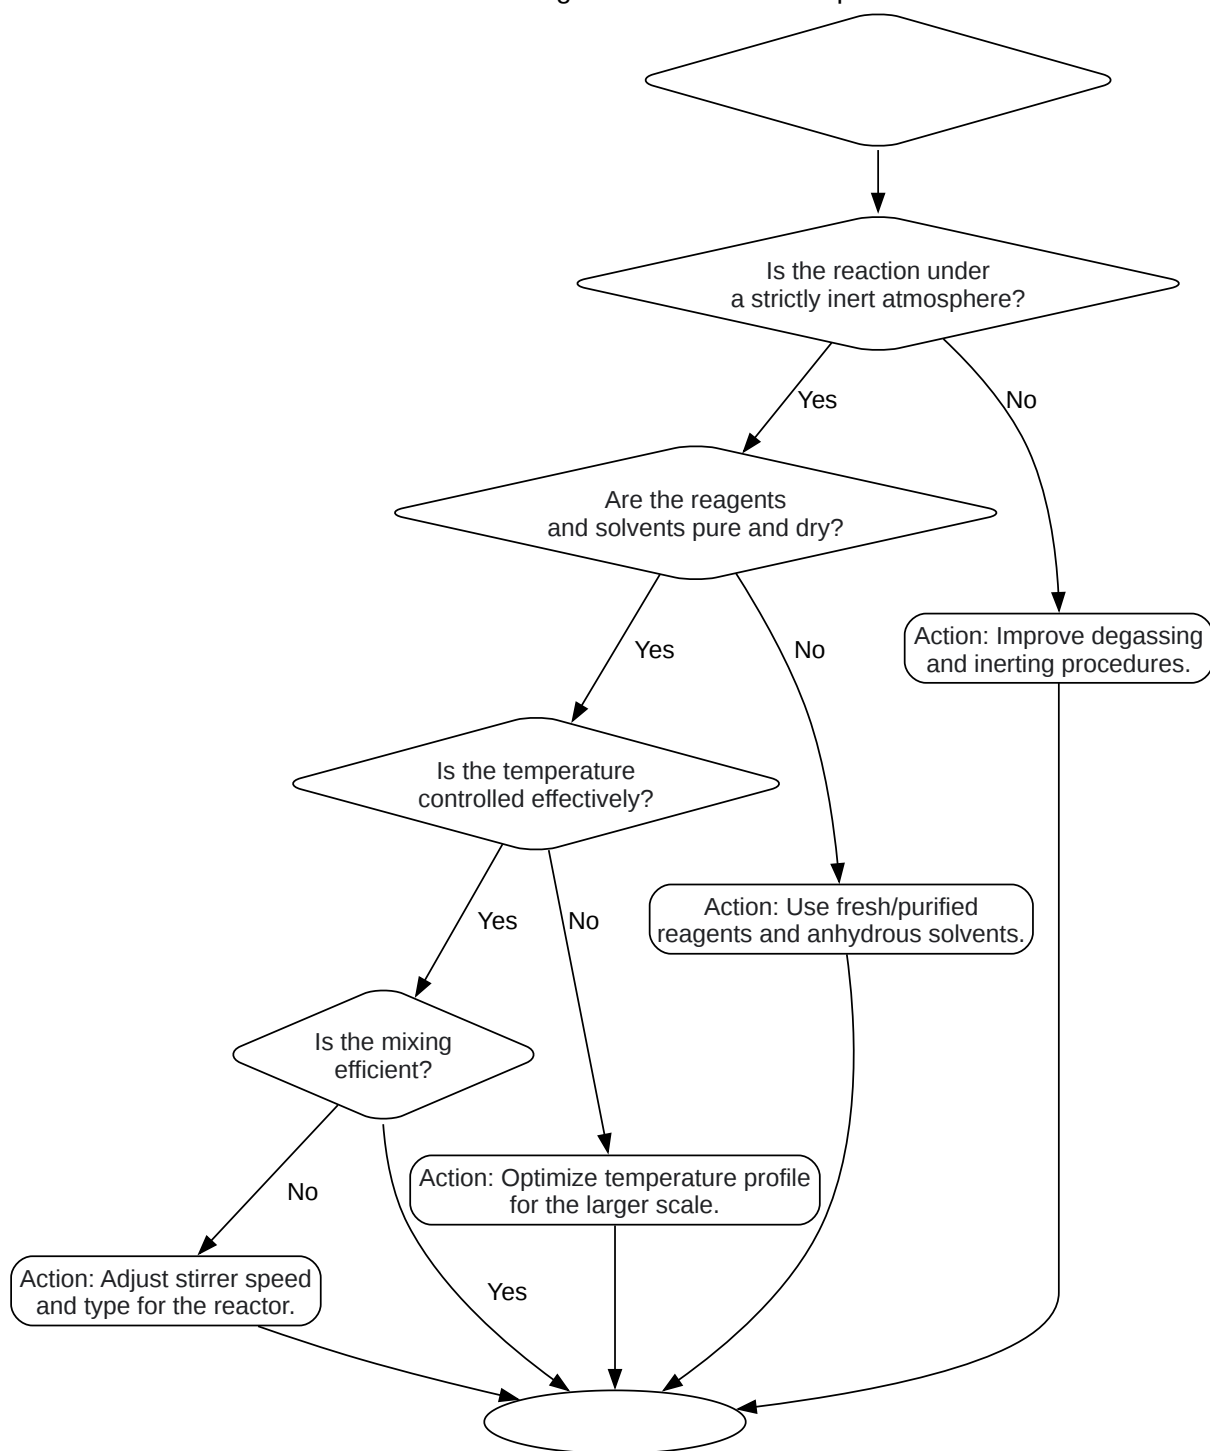 Is the reaction under
a strictly inert atmosphere?
Yes
No
Are the reagents
and solvents pure and dry?
Action: Improve degassing
and inerting procedures.
Yes
No
Is the temperature
controlled effectively?
Action: Use fresh/purified
reagents and anhydrous solvents.
Yes
No
Is the mixing
efficient?
Action: Optimize temperature profile
for the larger scale.
No
Action: Adjust stirrer speed
and type for the reactor.
Yes